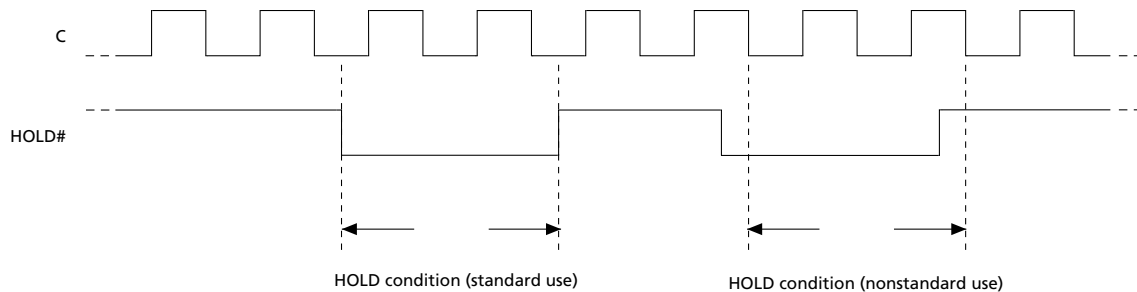 C
HOLD#
HOLD condition (standard use)
HOLD condition (nonstandard use)